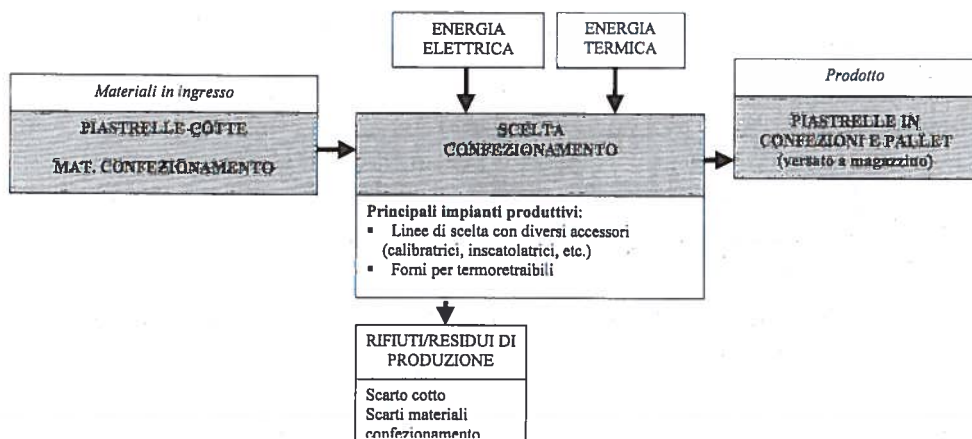 ENERGIA
ELETTRICA
ENERGIA
TERMICA
Materiali in ingresso
PIASTRELLE COTTE
MAT. CONFEZIONAMENTO
SCELTA
CONFEZIONAMENTO
Prodotto
PIASTRELLE IN
CONFEZIONI E PALLET
(versato a magazzino)
Principali impianti produttivi:
▪ Linee di scelta con diversi accessori
(calibratrici, inscatolatrici, etc.)
▪ Forni per termoretraibili
RIFIUTI/RESIDUI DI
PRODUZIONE
Scarto cotto
Scarti materiali
confezionamento